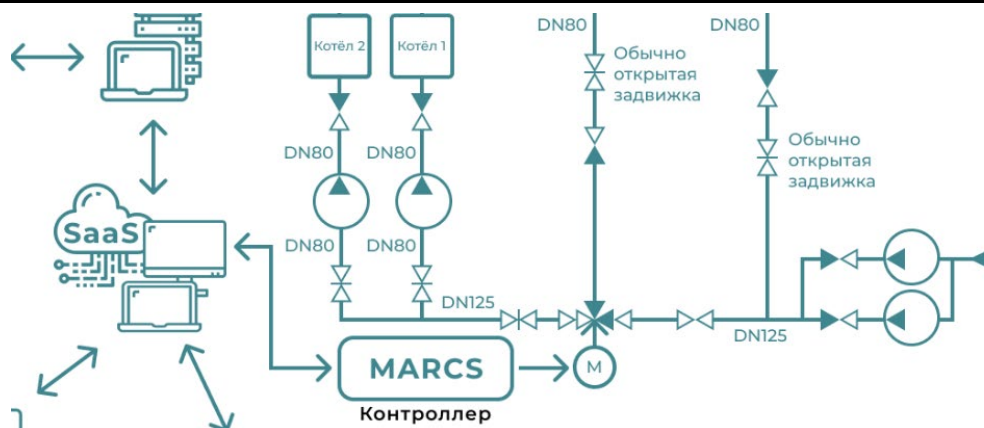 DN80
DN80
Котёл 2
Котёл 1
Обычно
открытая
задвижка
DN80
DN80
Обычно
открытая
задвижка
SaaS
DN80
DN80
DN125
DN125
MARCS
M
Контроллер